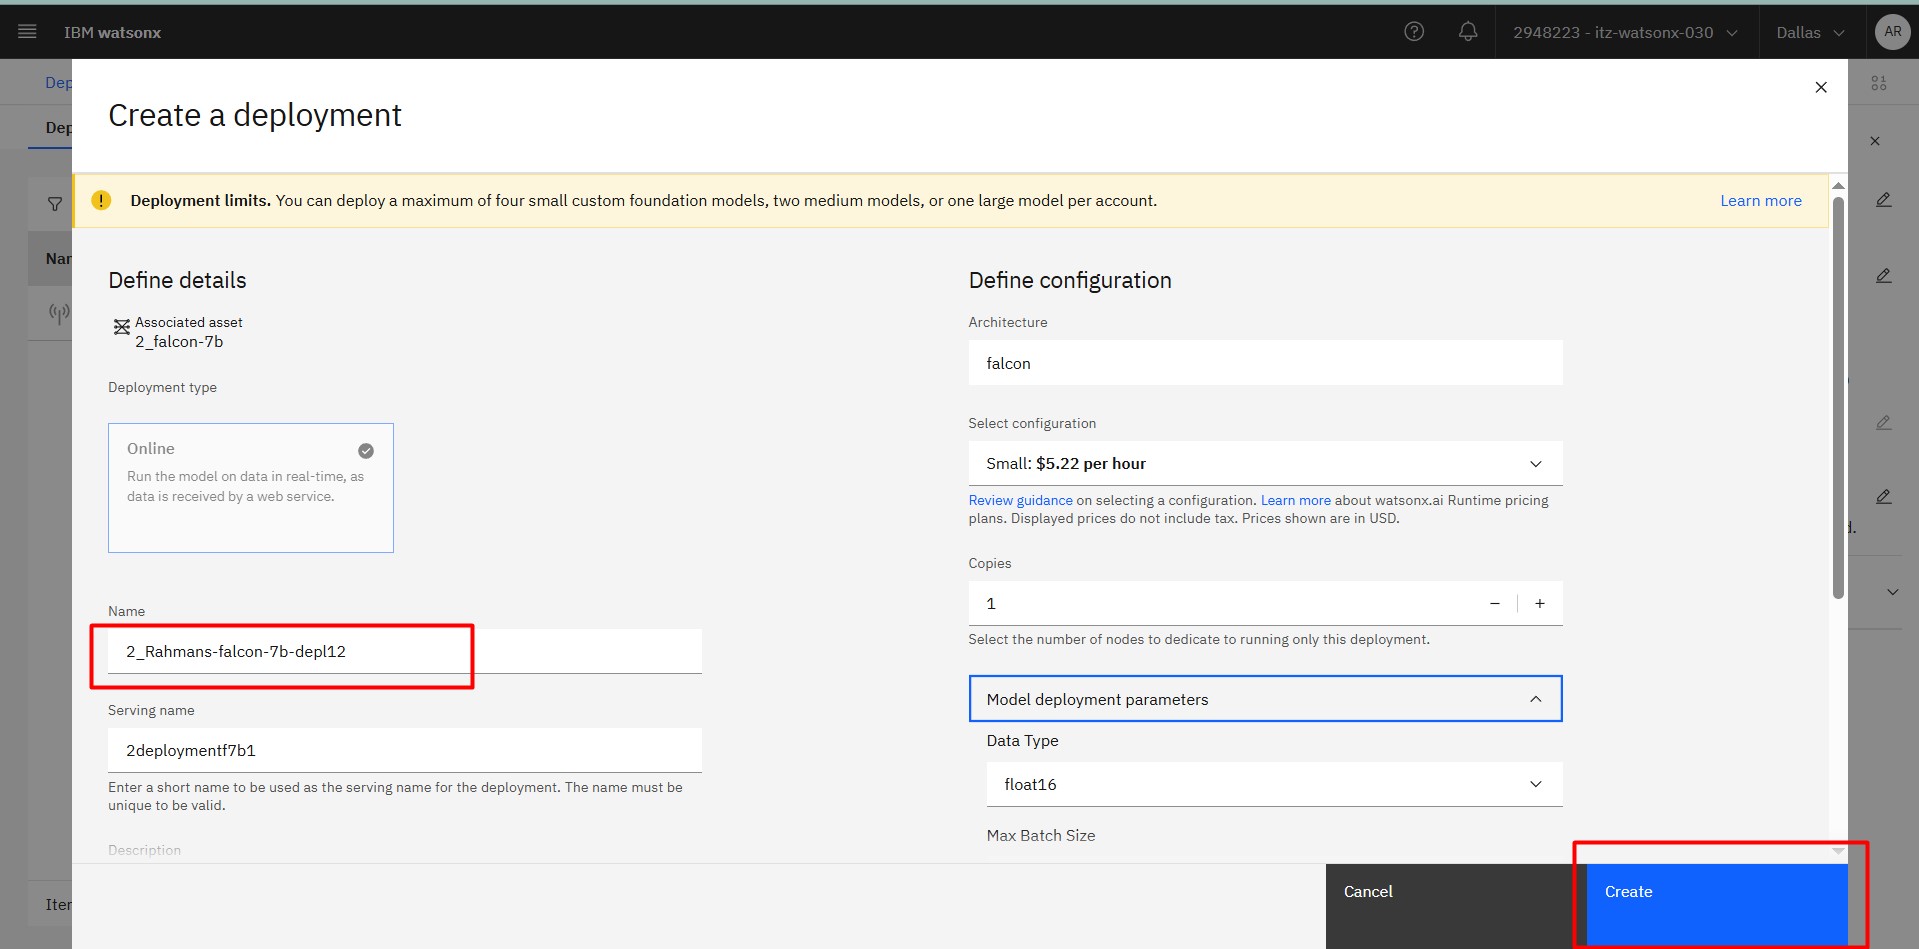 IBM watsonx
2948223 - itz-watsonx-030
Dallas
AR
Dep
Create a deployment
Dep
Deployment limits. You can deploy a maximum of four small custom foundation models, two medium models, or one large model per account.
Learn more
Nar
Define details
Associated asset
2_falcon-7b
Deployment type
Online
Run the model on data in real-time, as
data is received by a web service.
Name
2_Rahmans-falcon-7b-depl12
Serving name
2deploymentf7b1
Enter a short name to be used as the serving name for the deployment. The name must be
unique to be valid.
Description
Define configuration
Architecture
falcon
Select configuration
Small: $5.22 per hour
Review guidance on selecting a configuration. Learn more about watsonx.ai Runtime pricing
plans. Displayed prices do not include tax. Prices shown are in USD.
Copies
1
Select the number of nodes to dedicate to running only this deployment.
Model deployment parameters
Data Type
float16
Max Batch Size
Iter
Cancel
Create